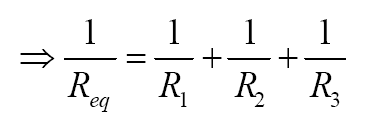 ⇒ 1/R_eq = 1/R_1 + 1/R_2 + 1/R_3